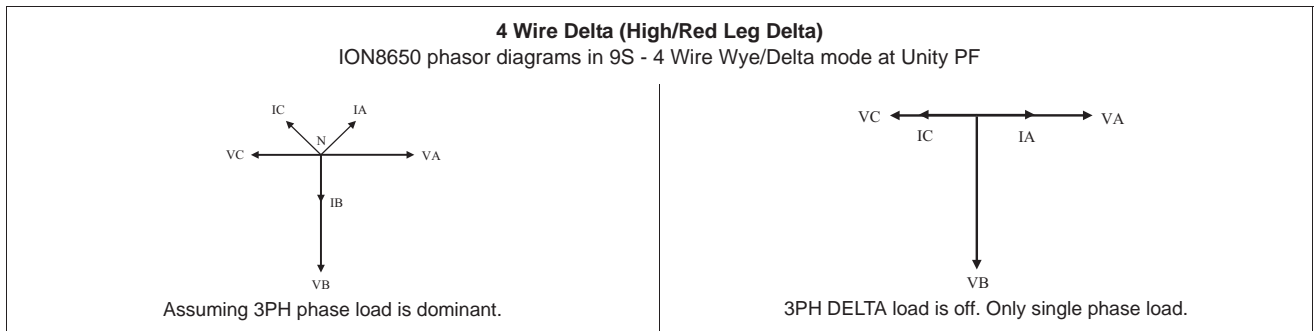 4 Wire Delta (High/Red Leg Delta)
ION8650 phasor diagrams in 9S - 4 Wire Wye/Delta mode at Unity PF
IC
IA
N
VC
VA
IB
VB
Assuming 3PH phase load is dominant.
VC
IC
IA
VA
VB
3PH DELTA load is off. Only single phase load.